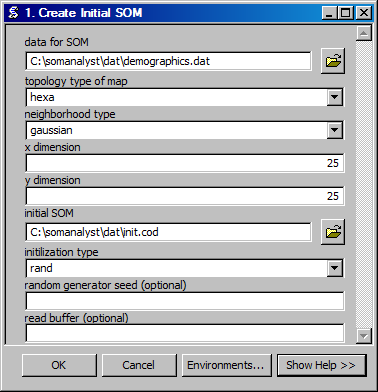 1. Create Initial SOM
data for SOM
C:\somanalyst\dat\demographics.dat
topology type of map
hexa
neighborhood type
gaussian
x dimension
25
y dimension
25
initial SOM
C:\somanalyst\dat\init.cod
initilization type
rand
random generator seed (optional)
read buffer (optional)
OK Cancel Environments... Show Help >>